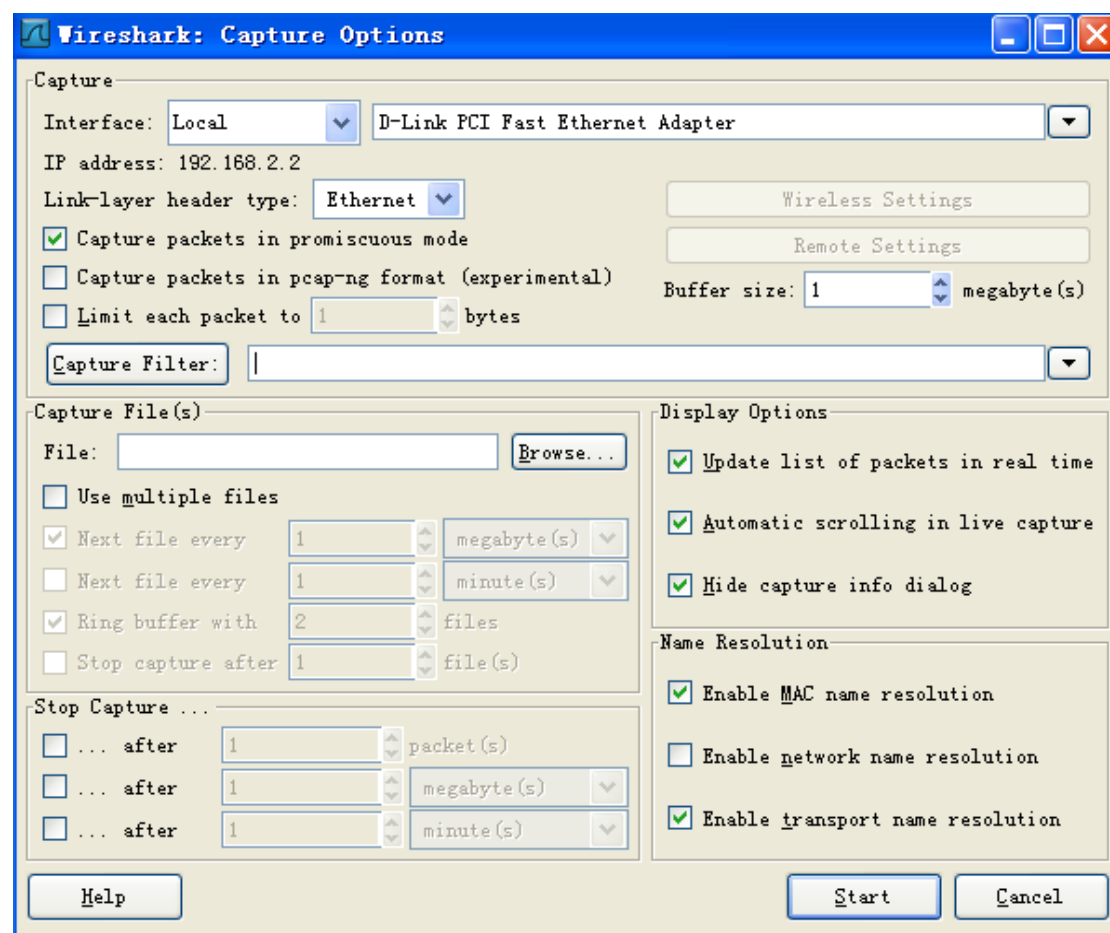 Wireshark: Capture Options
Capture
Interface: Local D-Link PCI Fast Ethernet Adapter
IP address: 192.168.2.2
Link-layer header type: Ethernet Wireless Settings
Capture packets in promiscuous mode Remote Settings
Capture packets in pcap-ng format (experimental) Buffer size: 1 megabyte(s)
Limit each packet to 1 bytes
Capture Filter:
Capture File(s)
File: Browse...
Use multiple files
Next file every 1 megabyte(s)
Next file every 1 minute(s)
Ring buffer with 2 files
Stop capture after 1 file(s)
Stop Capture ...
... after 1 packet(s)
... after 1 megabyte(s)
... after 1 minute(s)
Display Options
Update list of packets in real time
Automatic scrolling in live capture
Hide capture info dialog
Name Resolution
Enable MAC name resolution
Enable network name resolution
Enable transport name resolution
Help Start Cancel